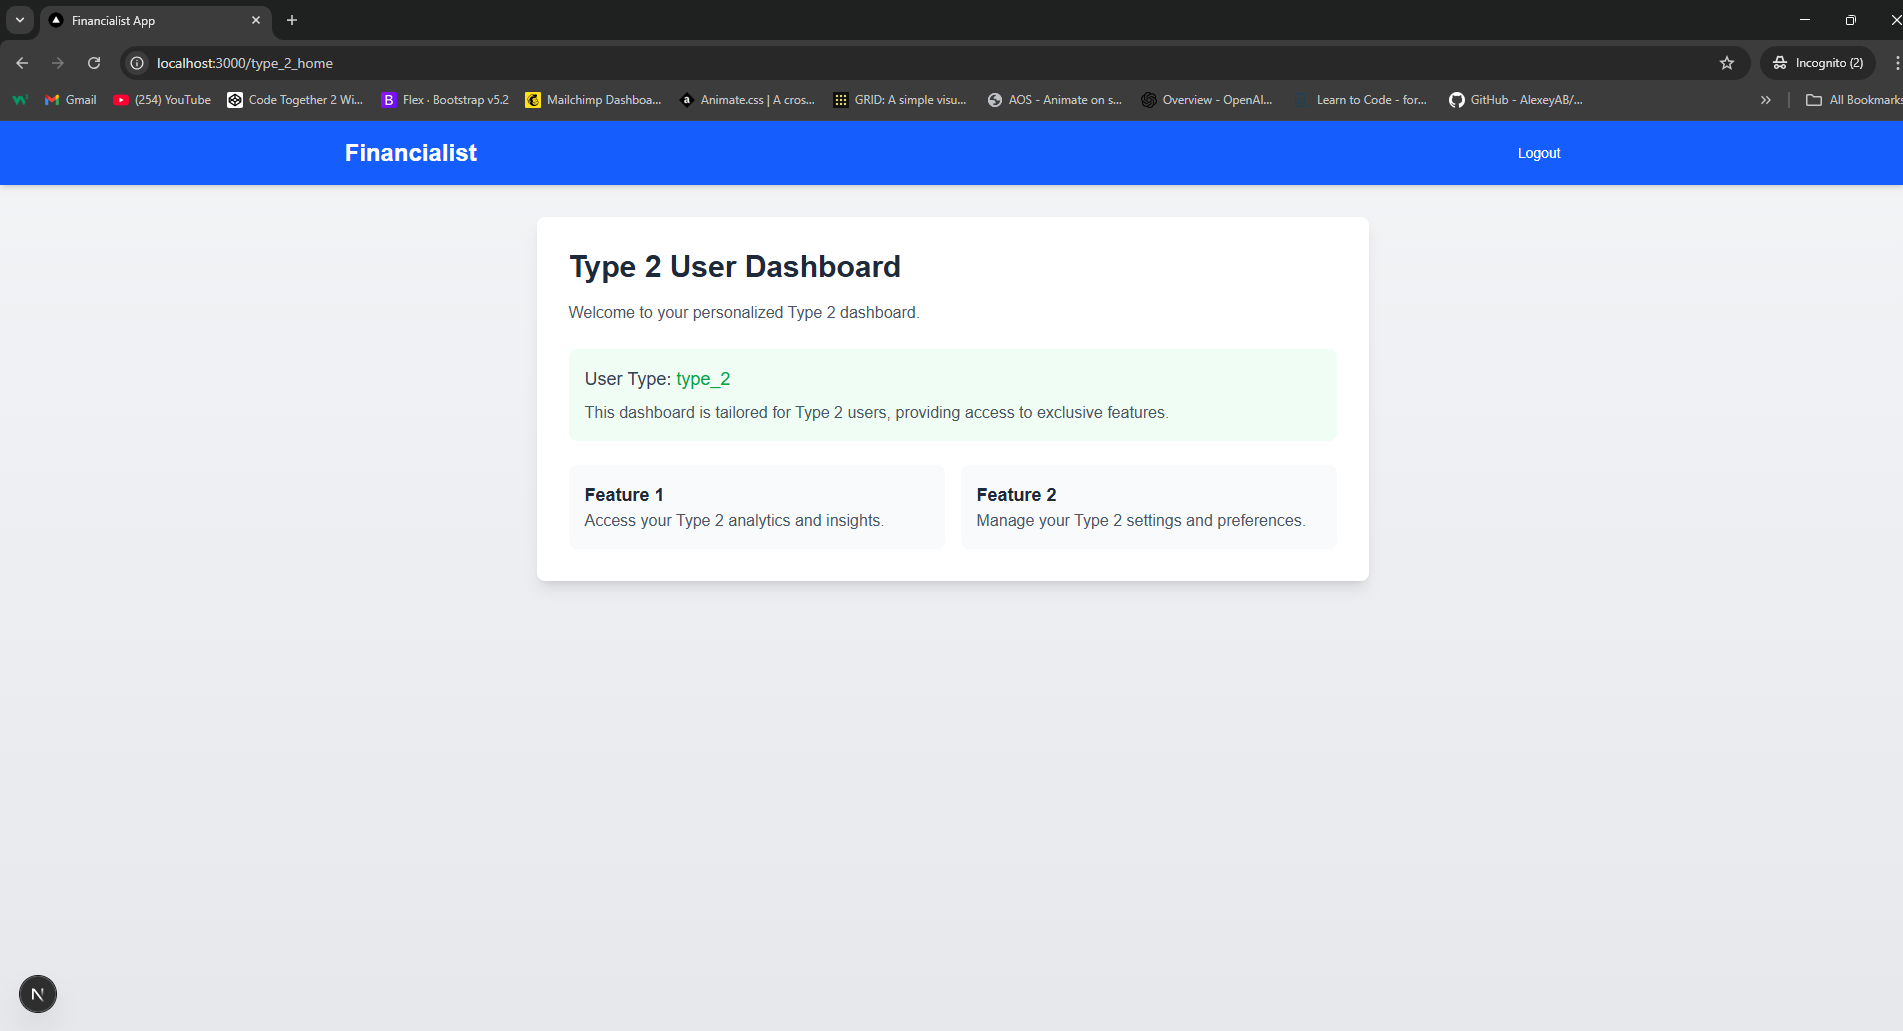 Financialist App
localhost:3000/type_2_home
Incognito (2)
Gmail
(254) YouTube
Code Together 2 Wi...
B Flex · Bootstrap v5.2
Mailchimp Dashboa...
a Animate.css | A cros...
GRID: A simple visu...
AOS - Animate on s...
Overview - OpenAI...
Learn to Code - for...
GitHub - AlexeyAB/...
All Bookmarks
Financialist
Logout
Type 2 User Dashboard
Welcome to your personalized Type 2 dashboard.
User Type: type_2
This dashboard is tailored for Type 2 users, providing access to exclusive features.
Feature 1
Access your Type 2 analytics and insights.
Feature 2
Manage your Type 2 settings and preferences.
N